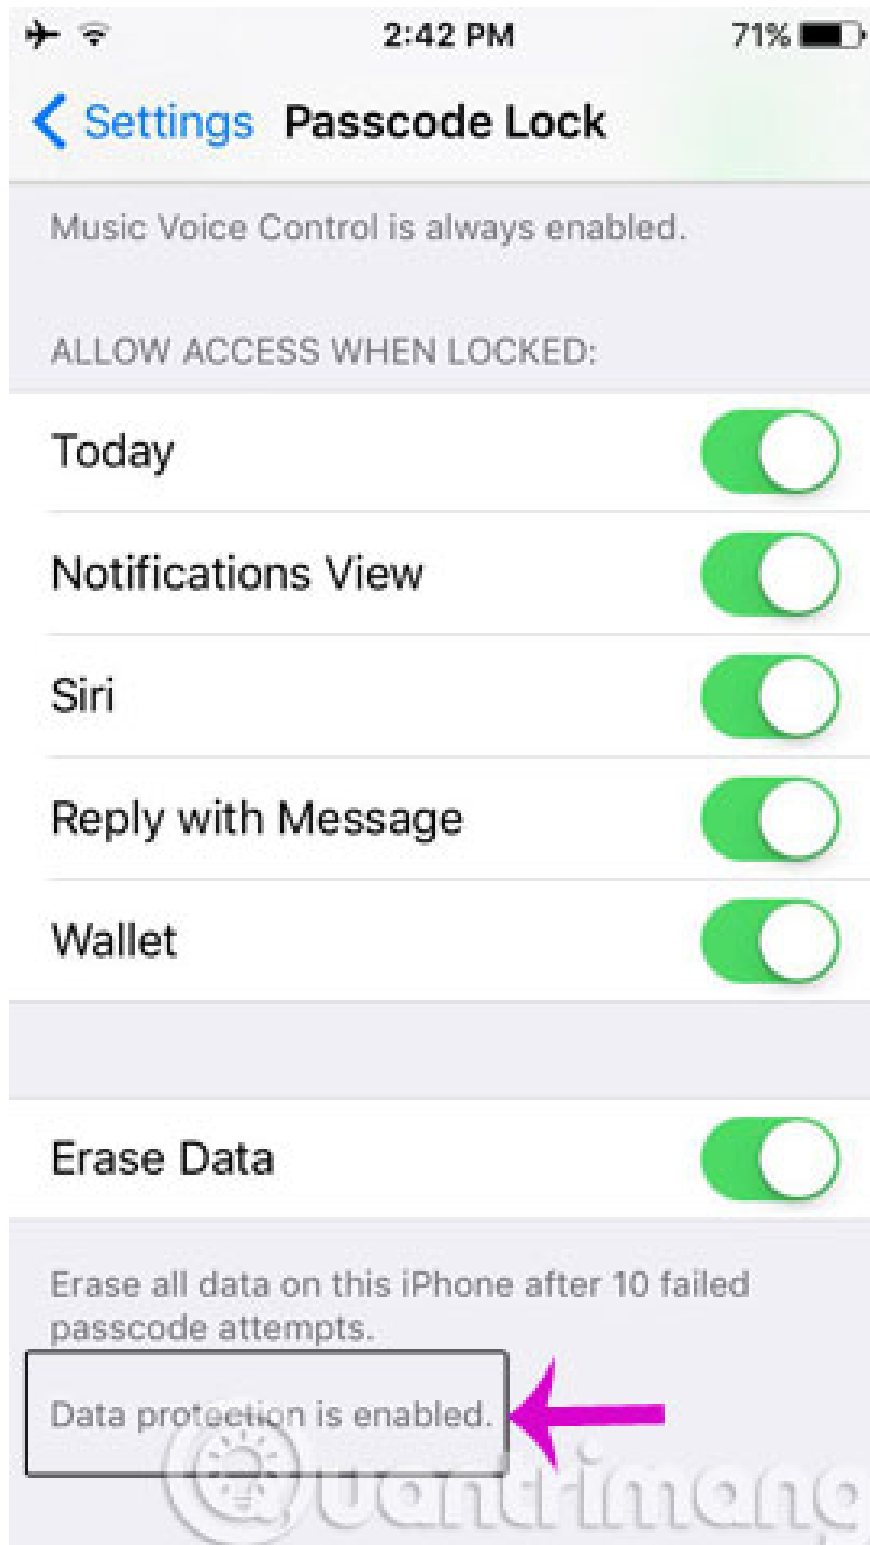 2:42 PM
71%
Settings Passcode Lock
Music Voice Control is always enabled.
ALLOW ACCESS WHEN LOCKED:
Today
Notifications View
Siri
Reply with Message
Wallet
Erase Data
Erase all data on this iPhone after 10 failed
passcode attempts.
Data protection is enabled.
Quantrimang